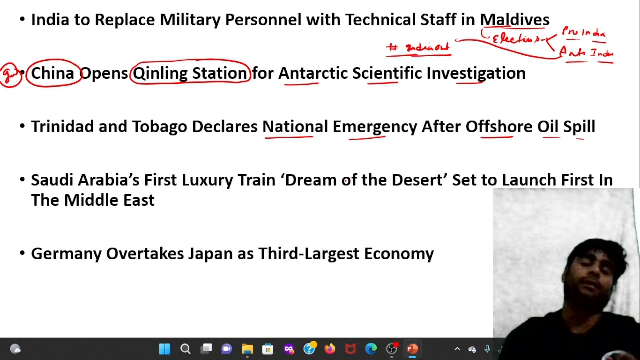 • India to Replace Military Personnel with Technical Staff in Maldives
Election
Pro India
Anti India
# Indiaout
• China Opens Qinling Station for Antarctic Scientific Investigation
• Trinidad and Tobago Declares National Emergency After Offshore Oil Spill
• Saudi Arabia's First Luxury Train ‘Dream of the Desert’ Set to Launch First In
The Middle East
• Germany Overtakes Japan as Third-Largest Economy